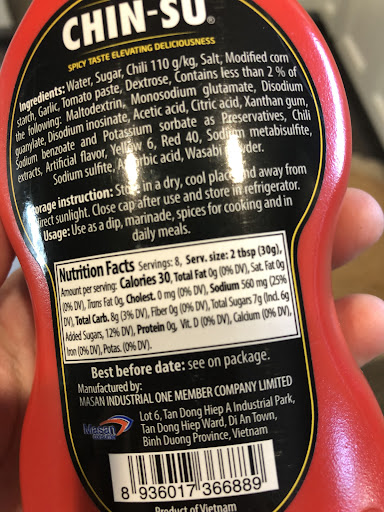 CHIN-SU®
SPICY TASTE ELEVATING DELICIOUSNESS
Ingredients: Water, Sugar, Chili 110 g/kg, Salt, Modified corn
starch, Garlic, Tomato paste, Dextrose, Contains less than 2 % of
the following: Maltodextrin, Monosodium glutamate, Disodium
guanylate, Disodium inosinate, Acetic acid, Citric acid, Xanthan gum,
Sodium benzoate and Potassium sorbate as Preservatives, Chili
extracts, Artificial flavor, Yellow 6, Red 40, Sodium metabisulfite,
Sodium sulfite, Ascorbic acid, Wasabi Powder.
Storage instruction: Store in a dry, cool place and away from
direct sunlight. Close cap after use and store in refrigerator.
Usage: Use as a dip, marinade, spices for cooking and in
daily meals.
Nutrition Facts Servings: 8, Serv. size: 2 tbsp (30g),
Amount per serving: Calories 30, Total Fat 0g (0% DV), Sat. Fat 0g
(0% DV), Trans Fat 0g, Cholest. 0 mg (0% DV), Sodium 560 mg (25%
DV), Total Carb. 8g (3% DV), Fiber 0g (0% DV), Total Sugars 7g (Incl. 6g
Added Sugars, 12% DV), Protein 0g, Vit. D (0% DV), Calcium (0% DV),
Iron (0% DV), Potas. (0% DV).
Best before date: see on package.
Manufactured by:
MASAN INDUSTRIAL ONE MEMBER COMPANY LIMITED
Masan
Lot 6, Tan Dong Hiep A Industrial Park,
Tan Dong Hiep Ward, Di An Town,
Binh Duong Province, Vietnam
8 936017 366889
Product of Vietnam